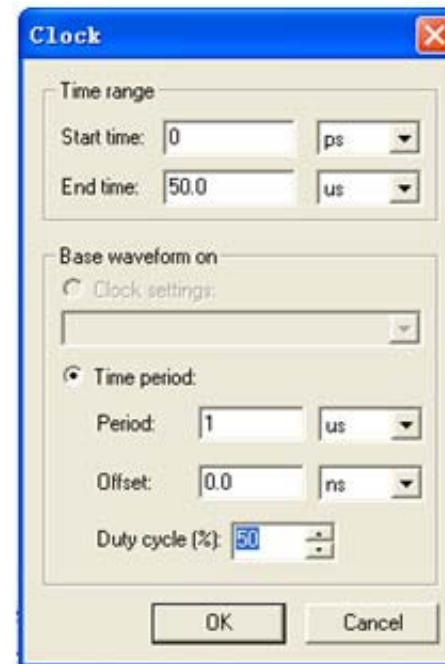 Clock
Time range
Start time: 0 ps
End time: 50.0 us
Base waveform on
Clock settings:
Time period:
Period: 1 us
Offset: 0.0 ns
Duty cycle (%): 50
OK Cancel